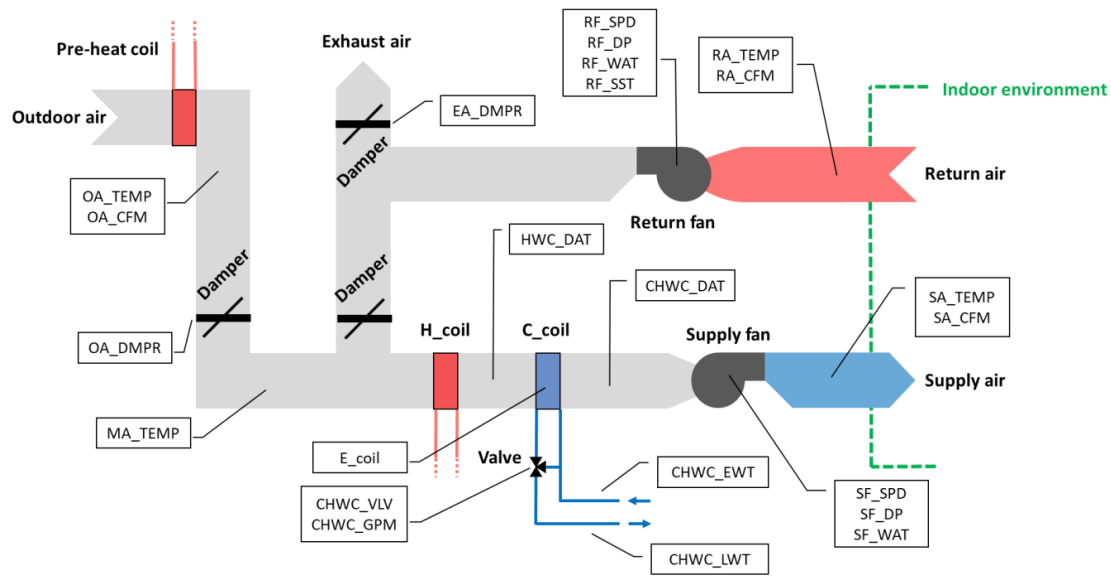 Pre-heat coil
Exhaust air
RF_SPD
RF_DP
RF_WAT
RF_SST
RA_TEMP
RA_CFM
Indoor environment
Outdoor air
EA_DMPR
Damper
Return air
OA_TEMP
OA_CFM
Return fan
HWC_DAT
Damper
Damper
CHWC_DAT
SA_TEMP
SA_CFM
OA_DMPR
H_coil
C_coil
Supply fan
Supply air
MA_TEMP
E_coil
Valve
CHWC_EWT
CHWC_VLV
CHWC_GPM
SF_SPD
SF_DP
SF_WAT
CHWC_LWT